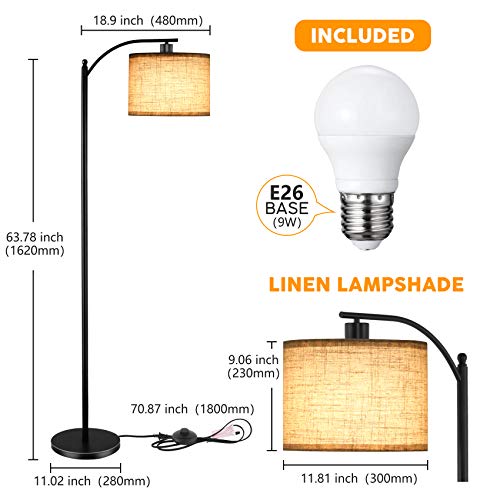 18.9 inch (480mm)
INCLUDED
E26
BASE
(9W)
63.78 inch
(1620mm)
LINEN LAMPSHADE
9.06 inch
(230mm)
70.87 inch (1800mm)
11.02 inch (280mm)
11.81 inch (300mm)